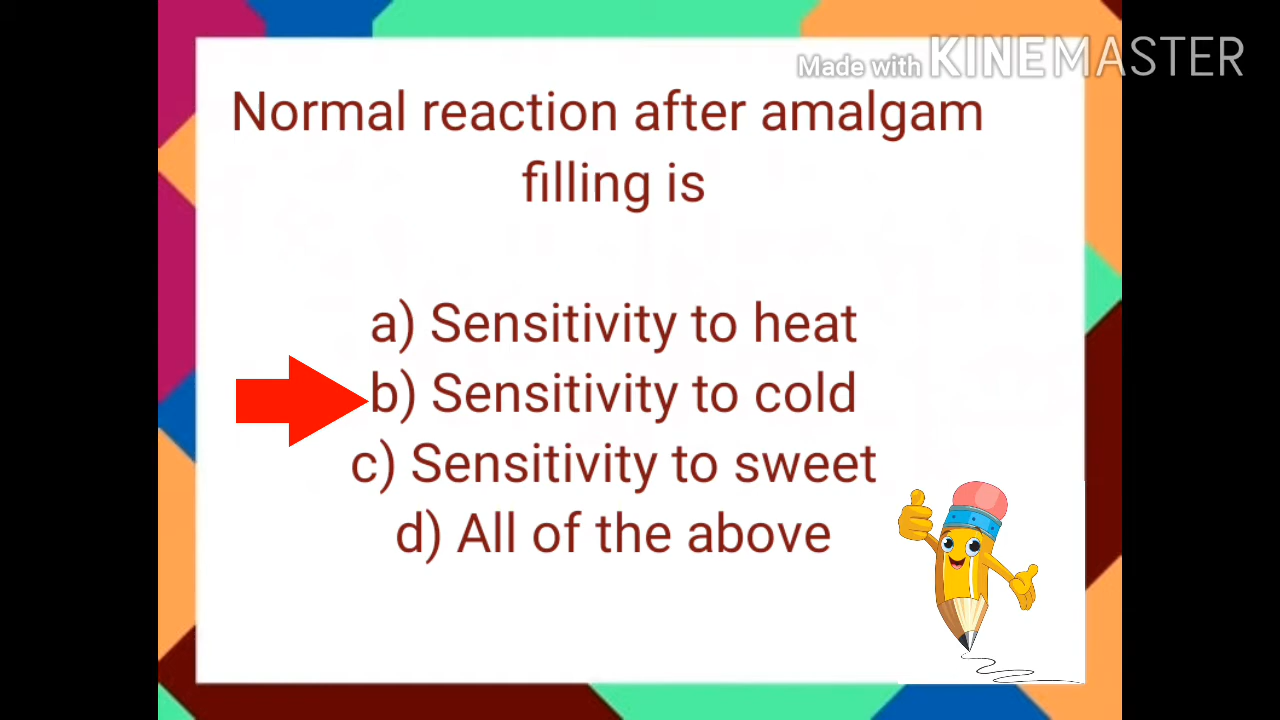 Made with KINEMASTER
Normal reaction after amalgam
filling is
a) Sensitivity to heat
b) Sensitivity to cold
c) Sensitivity to sweet
d) All of the above